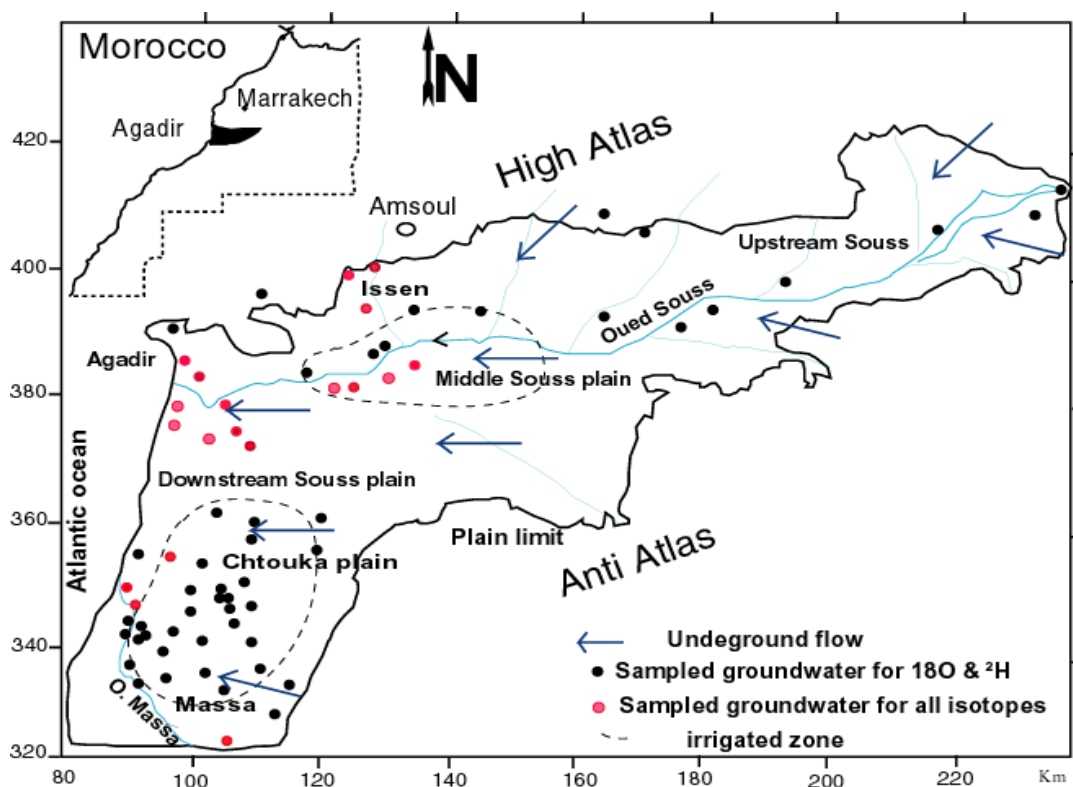 Morocco
N
Marrakech
Agadir
High Atlas
Amsoul
Upstream Souss
Issen
Oued Souss
Agadir
Middle Souss plain
Downstream Souss plain
Atlantic ocean
Plain limit
Anti Atlas
Chtouka plain
Massa
O. Massa
Undeground flow
Sampled groundwater for 18O & ²H
Sampled groundwater for all isotopes
irrigated zone
420
400
380
360
340
320
80 100 120 140 160 180 200 220 Km